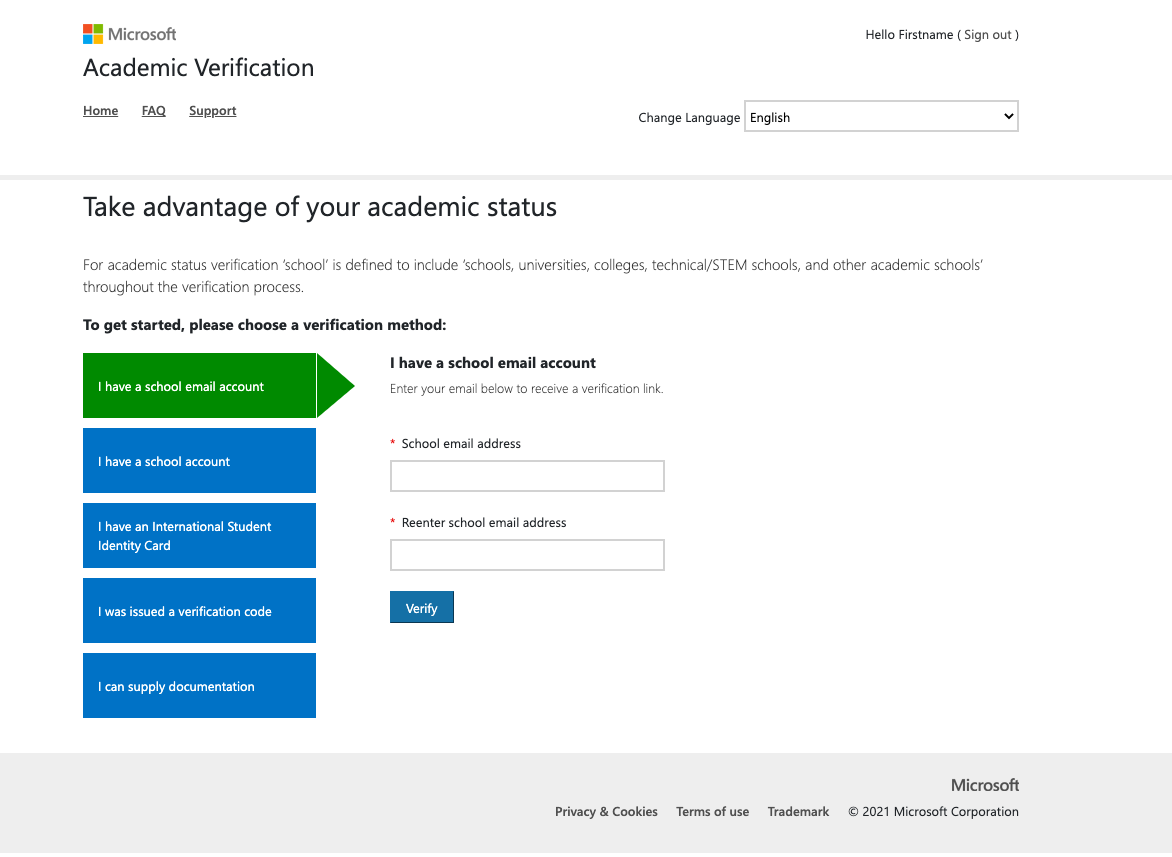 Microsoft
Hello Firstname ( Sign out )
Academic Verification
Home FAQ Support
Change Language English
Take advantage of your academic status
For academic status verification ‘school’ is defined to include ‘schools, universities, colleges, technical/STEM schools, and other academic schools’
throughout the verification process.
To get started, please choose a verification method:
I have a school email account
I have a school account
I have an International Student
Identity Card
I was issued a verification code
I can supply documentation
I have a school email account
Enter your email below to receive a verification link.
* School email address
* Reenter school email address
Verify
Microsoft
Privacy & Cookies Terms of use Trademark © 2021 Microsoft Corporation